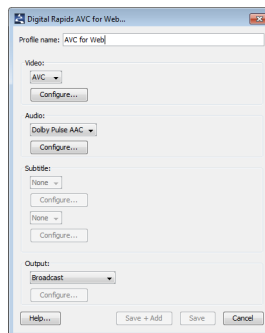 Digital Rapids AVC for Web...
Profile name: AVC for Web
Video:
AVC
Configure...
Audio:
Dolby Pulse AAC
Configure...
Subtitle:
None
Configure...
None
Configure...
Output:
Broadcast
Configure...
Help... Save + Add Save Cancel